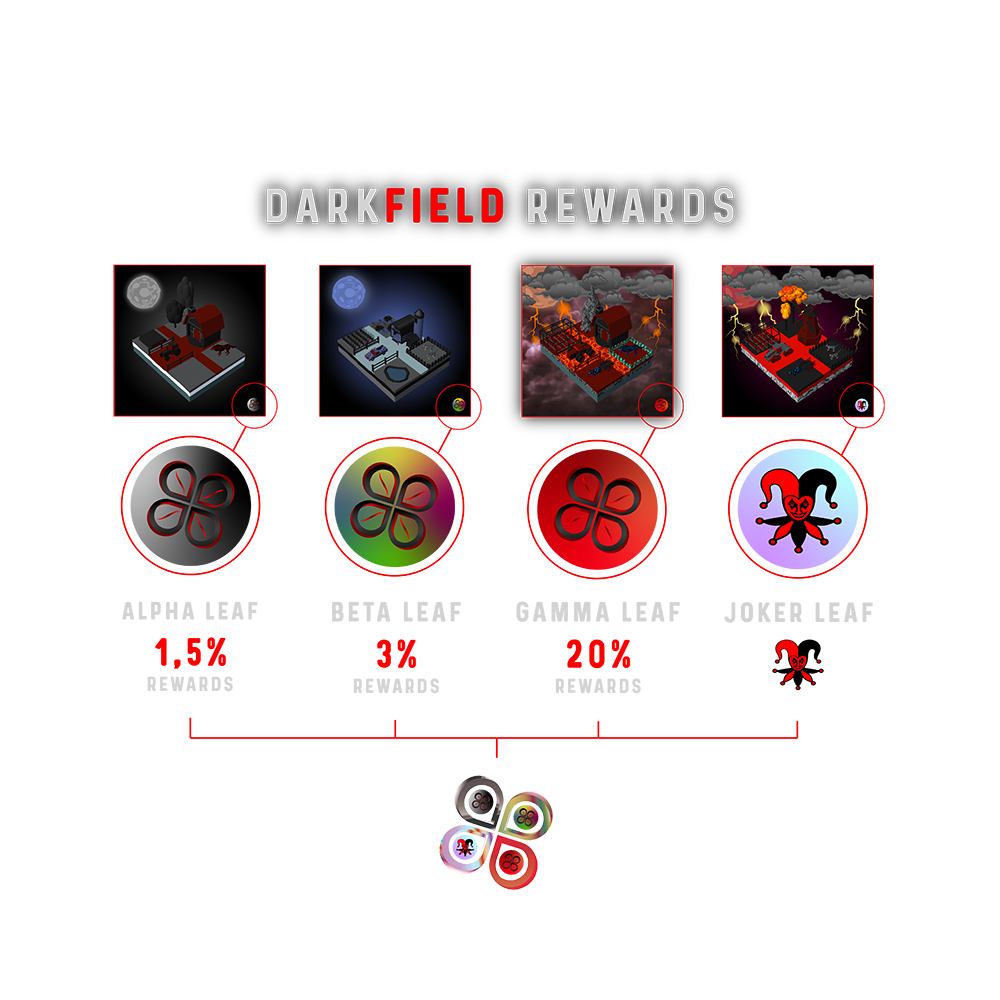 DARKFIELD REWARDS
ALPHA LEAF
1,5%
REWARDS
BETA LEAF
3%
REWARDS
GAMMA LEAF
20%
REWARDS
JOKER LEAF